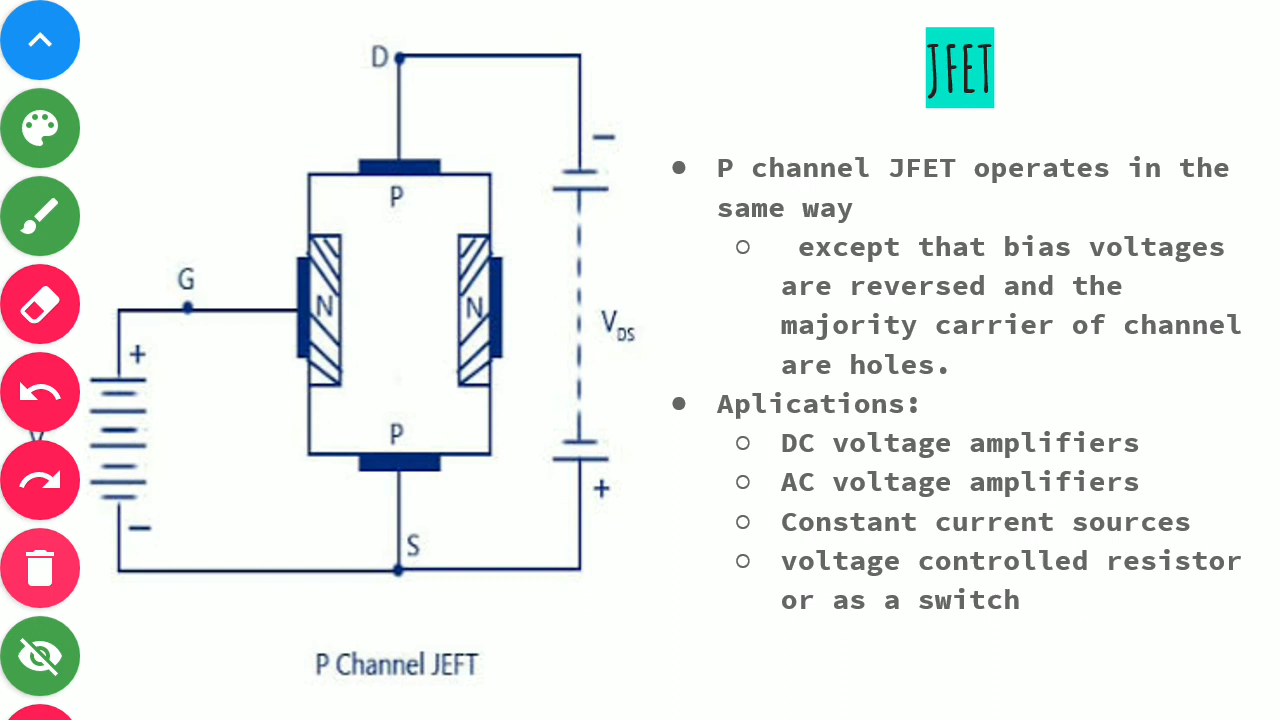 JFET
D
−
P
G
N
N
+
V
VDS
P
−
+
S
P Channel JEFT
● P channel JFET operates in the
same way
○ except that bias voltages
are reversed and the
majority carrier of channel
are holes.
● Aplications:
○ DC voltage amplifiers
○ AC voltage amplifiers
○ Constant current sources
○ voltage controlled resistor
or as a switch